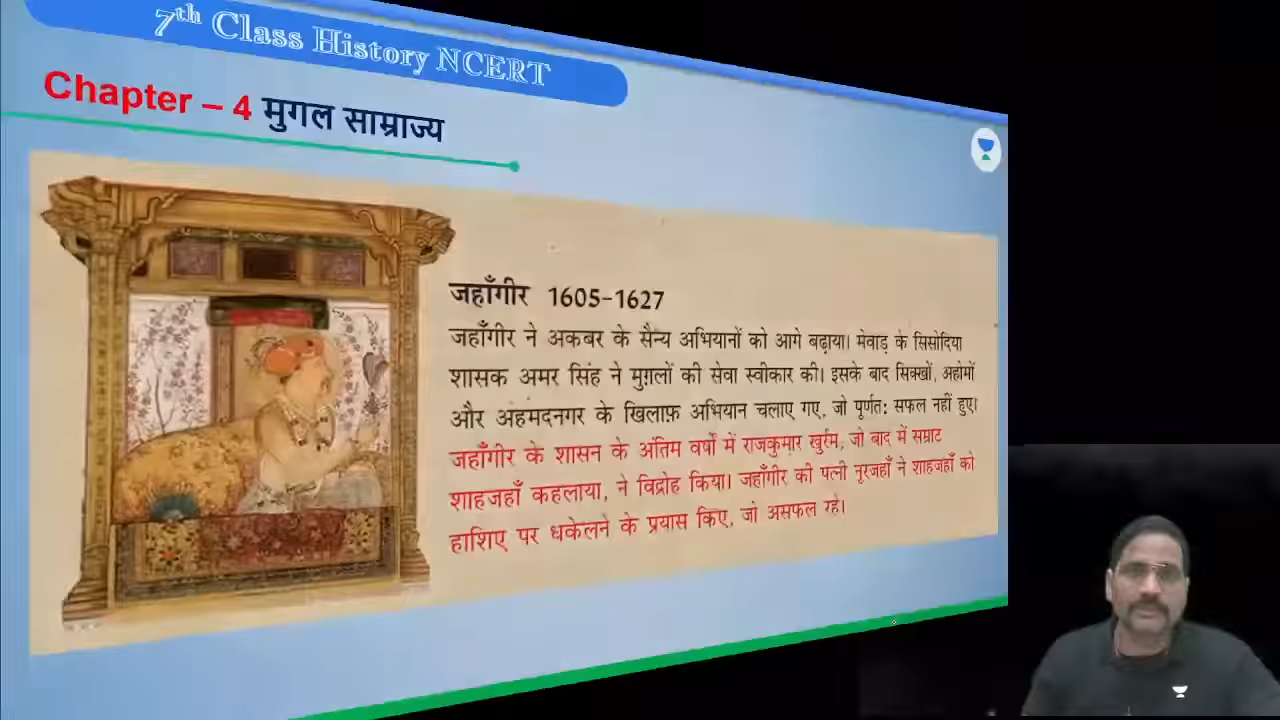 7th Class History NCERT
Chapter – 4 मुगल साम्राज्य
जहाँगीर 1605-1627
जहाँगीर ने अकबर के सैन्य अभियानों को आगे बढ़ाया। मेवाड़ के सिसोदिया
शासक अमर सिंह ने मुग़लों की सेवा स्वीकार की। इसके बाद सिक्खों, अहोमों
और अहमदनगर के खिलाफ़ अभियान चलाए गए, जो पूर्णत: सफल नहीं हुए।
जहाँगीर के शासन के अंतिम वर्षों में राजकुमार खुर्रम, जो बाद में सम्राट
शाहजहाँ कहलाया, ने विद्रोह किया। जहाँगीर की पत्नी नूरजहाँ ने शाहजहाँ को
हाशिए पर धकेलने के प्रयास किए, जो असफल रहे।